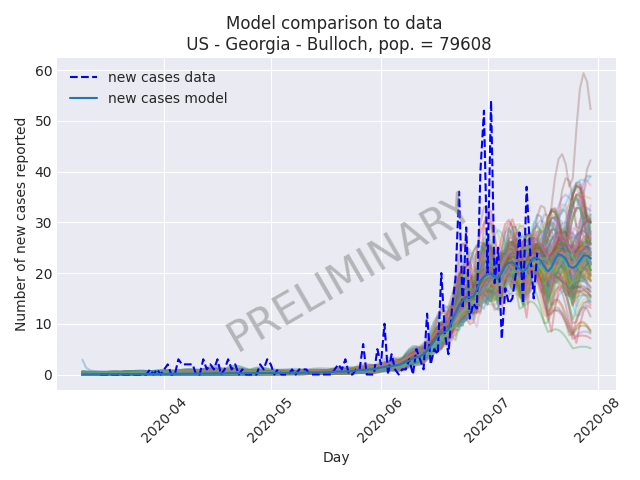 Model comparison to data
US - Georgia - Bulloch, pop. = 79608
new cases data
new cases model
Number of new cases reported
60
50
40
30
20
10
0
PRELIMINARY
2020-04
2020-05
2020-06
2020-07
2020-08
Day